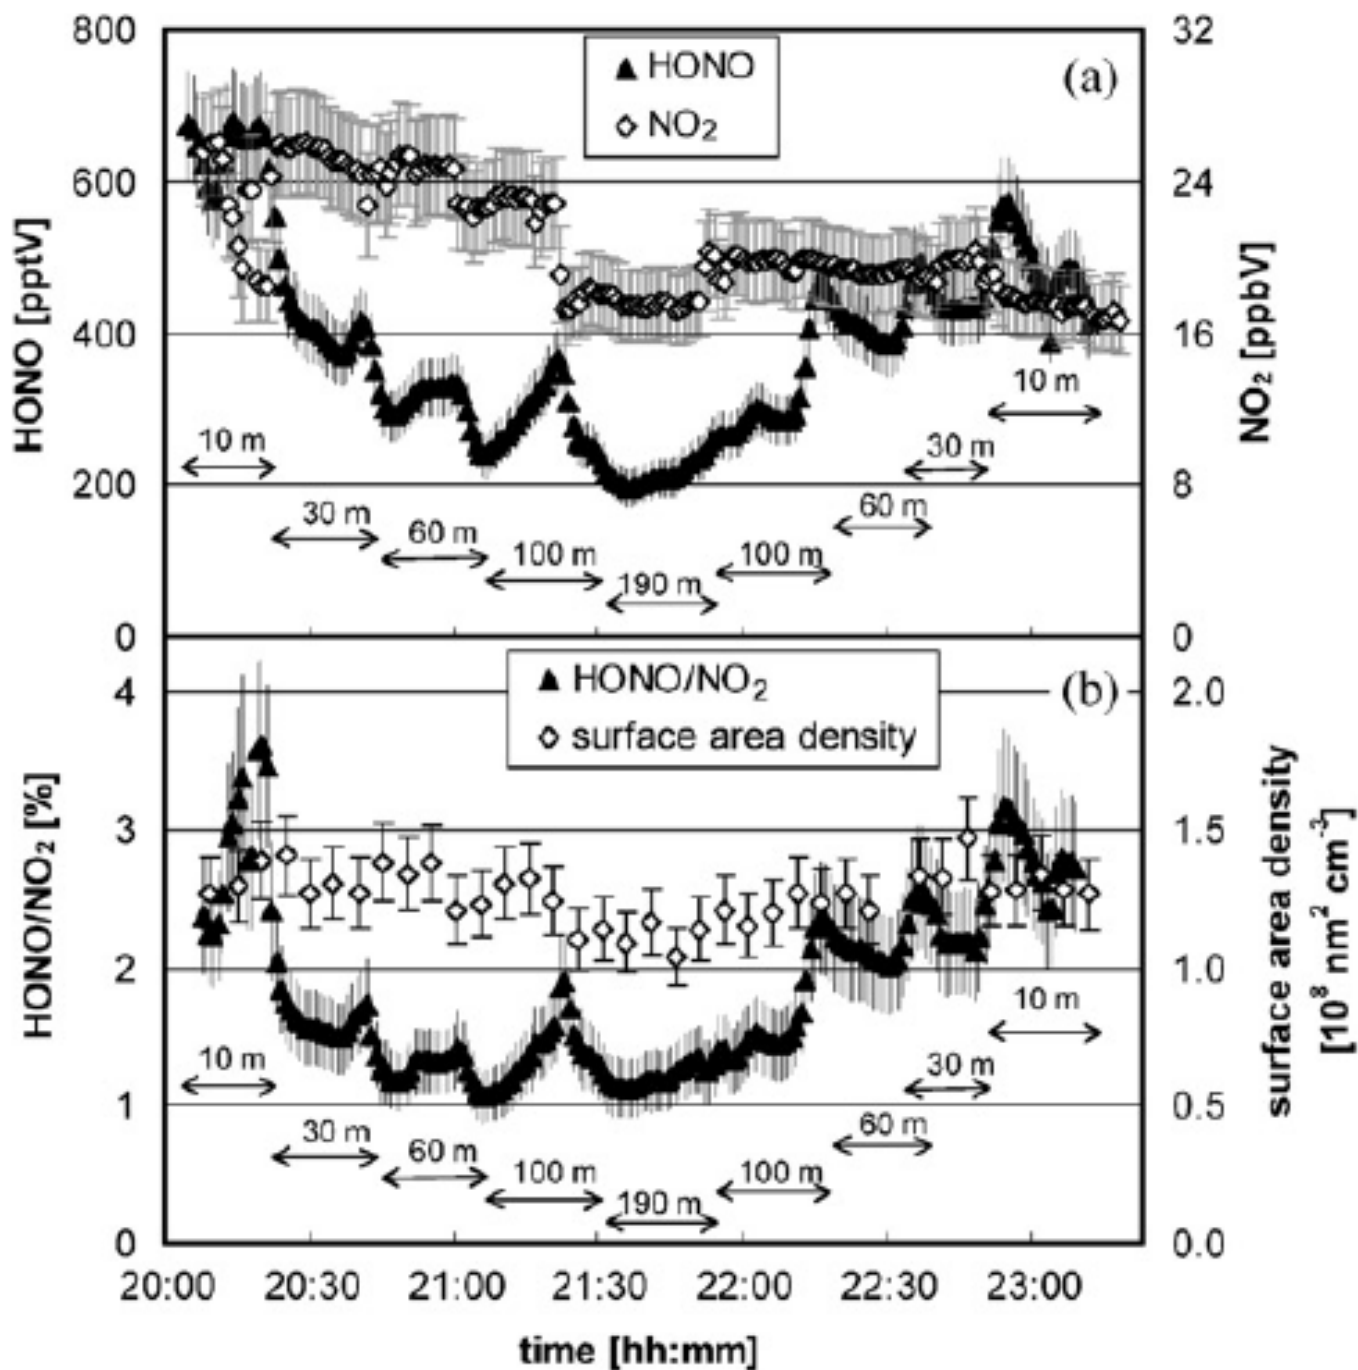 800
32
HONO
NO₂
(a)
600
24
400
16
200
8
0
0
HONO [pptV]
NO₂ [ppbV]
10 m
30 m
60 m
100 m
190 m
100 m
60 m
30 m
10 m
HONO/NO₂
surface area density
(b)
4
2.0
3
1.5
2
1.0
1
0.5
0
0.0
HONO/NO₂ [%]
surface area density
[10⁸ nm² cm⁻³]
10 m
30 m
60 m
100 m
190 m
100 m
60 m
30 m
10 m
20:00 20:30 21:00 21:30 22:00 22:30 23:00
time [hh:mm]